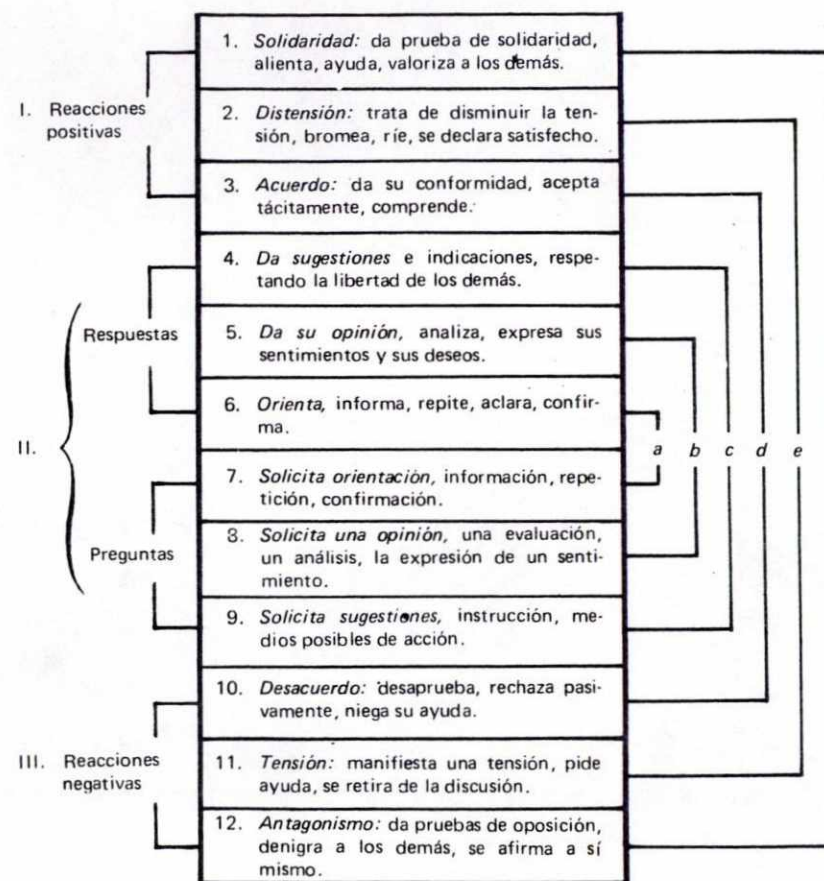 1. Solidaridad: da prueba de solidaridad,
alienta, ayuda, valoriza a los demás.
I. Reacciones
positivas
2. Distensión: trata de disminuir la ten-
sión, bromea, ríe, se declara satisfecho.
3. Acuerdo: da su conformidad, acepta
tácitamente, comprende.
4. Da sugestiones e indicaciones, respe-
tando la libertad de los demás.
Respuestas
5. Da su opinión, analiza, expresa sus
sentimientos y sus deseos.
6. Orienta, informa, repite, aclara, confir-
ma.
II.
a b c d e
7. Solicita orientación, información, repe-
tición, confirmación.
Preguntas
8. Solicita una opinión, una evaluación,
un análisis, la expresión de un senti-
miento.
9. Solicita sugestiones, instrucción, me-
dios posibles de acción.
10. Desacuerdo: desaprueba, rechaza pasi-
vamente, niega su ayuda.
III. Reacciones
negativas
11. Tensión: manifiesta una tensión, pide
ayuda, se retira de la discusión.
12. Antagonismo: da pruebas de oposición,
denigra a los demás, se afirma a sí
mismo.